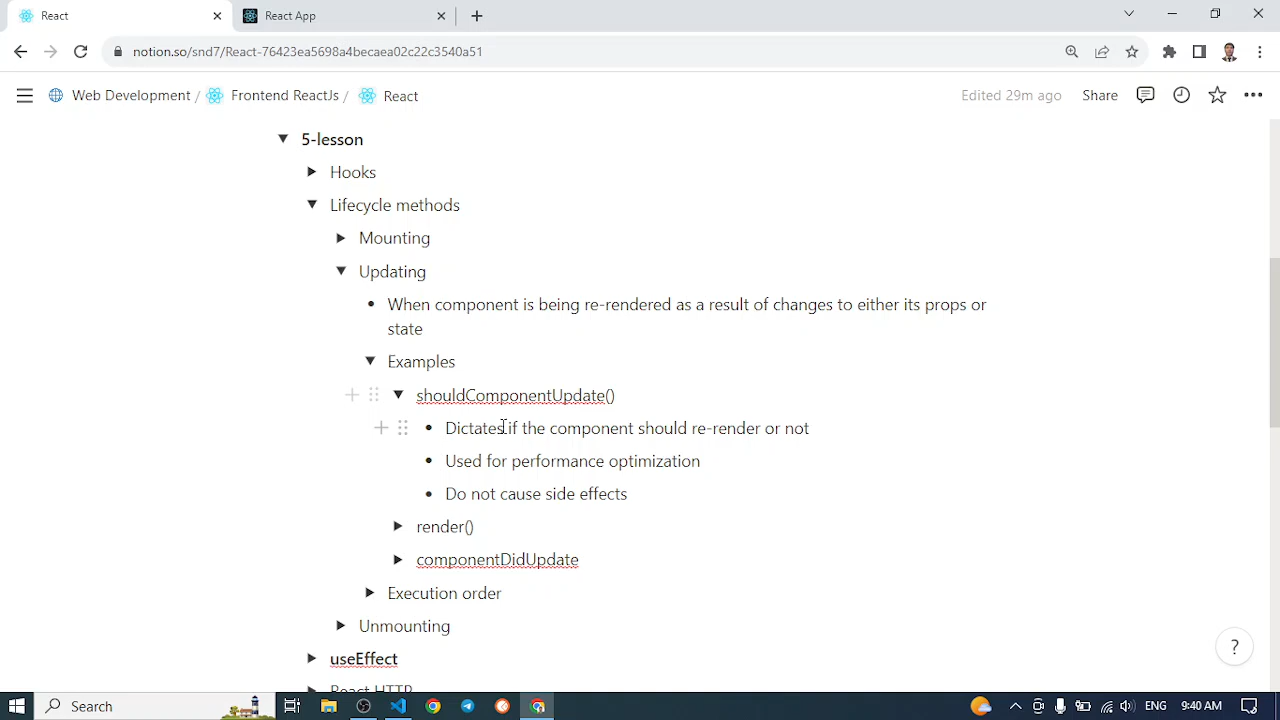 React
React App
notion.so/snd7/React-76423ea5698a4becaea02c22c3540a51
Web Development / Frontend ReactJs / React
Edited 29m ago
Share
5-lesson
Hooks
Lifecycle methods
Mounting
Updating
When component is being re-rendered as a result of changes to either its props or
state
Examples
shouldComponentUpdate()
Dictates if the component should re-render or not
Used for performance optimization
Do not cause side effects
render()
componentDidUpdate
Execution order
Unmounting
useEffect
React HTTP
?
Search
ENG
9:40 AM